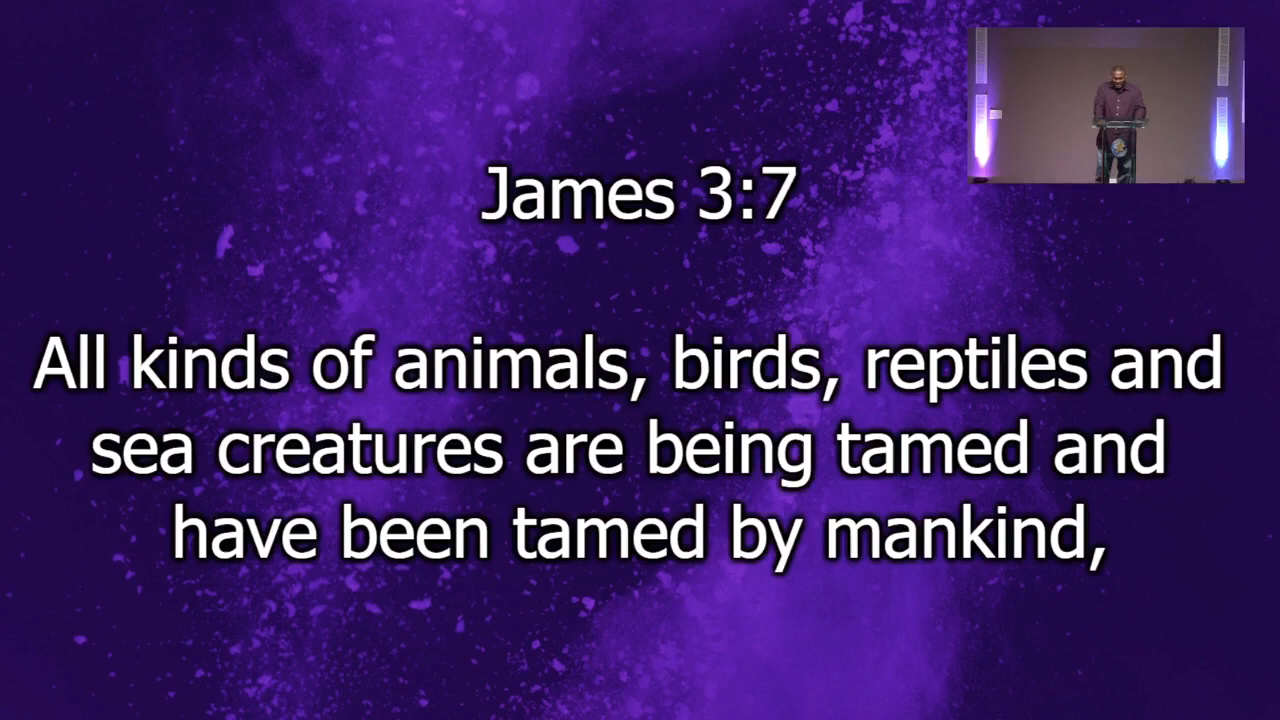 James 3:7
All kinds of animals, birds, reptiles and
sea creatures are being tamed and
have been tamed by mankind,